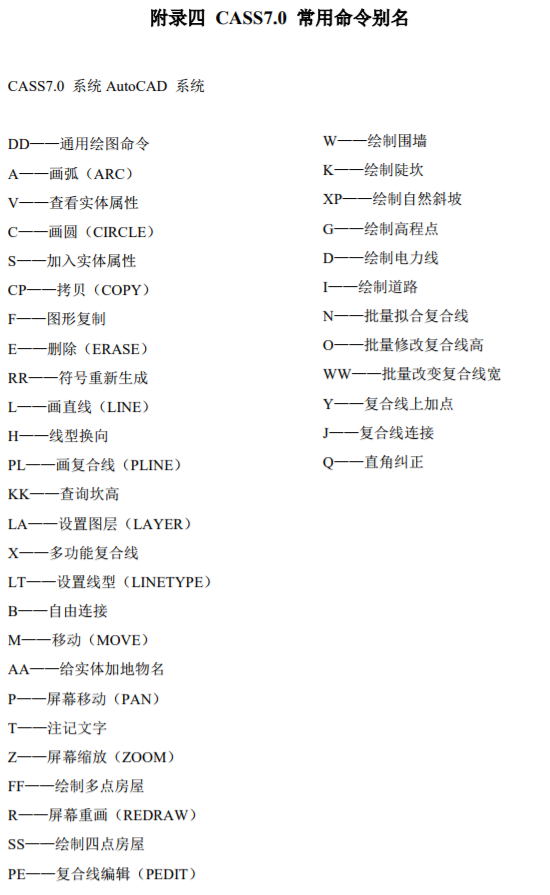 附录四 CASS7.0 常用命令别名
CASS7.0 系统 AutoCAD 系统
DD——通用绘图命令
A——画弧（ARC）
V——查看实体属性
C——画圆（CIRCLE）
S——加入实体属性
CP——拷贝（COPY）
F——图形复制
E——删除（ERASE）
RR——符号重新生成
L——画直线（LINE）
H——线型换向
PL——画复合线（PLINE）
KK——查询坎高
LA——设置图层（LAYER）
X——多功能复合线
LT——设置线型（LINETYPE）
B——自由连接
M——移动（MOVE）
AA——给实体加地物名
P——屏幕移动（PAN）
T——注记文字
Z——屏幕缩放（ZOOM）
FF——绘制多点房屋
R——屏幕重画（REDRAW）
SS——绘制四点房屋
PE——复合线编辑（PEDIT）
W——绘制围墙
K——绘制陡坎
XP——绘制自然斜坡
G——绘制高程点
D——绘制电力线
I——绘制道路
N——批量拟合复合线
O——批量修改复合线高
WW——批量改变复合线宽
Y——复合线上加点
J——复合线连接
Q——直角纠正